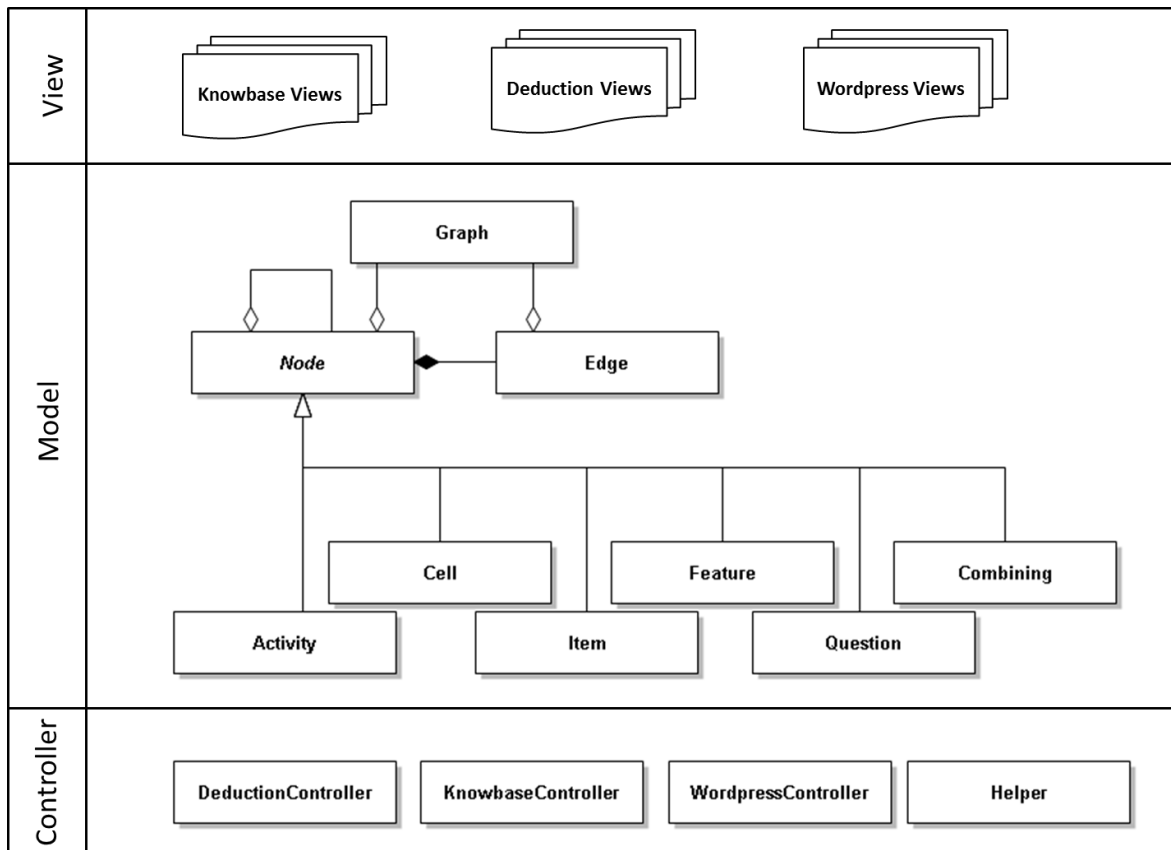 View
Knowbase Views
Deduction Views
Wordpress Views
Model
Graph
Node
Edge
Cell
Feature
Combining
Activity
Item
Question
Controller
DeductionController
KnowbaseController
WordpressController
Helper